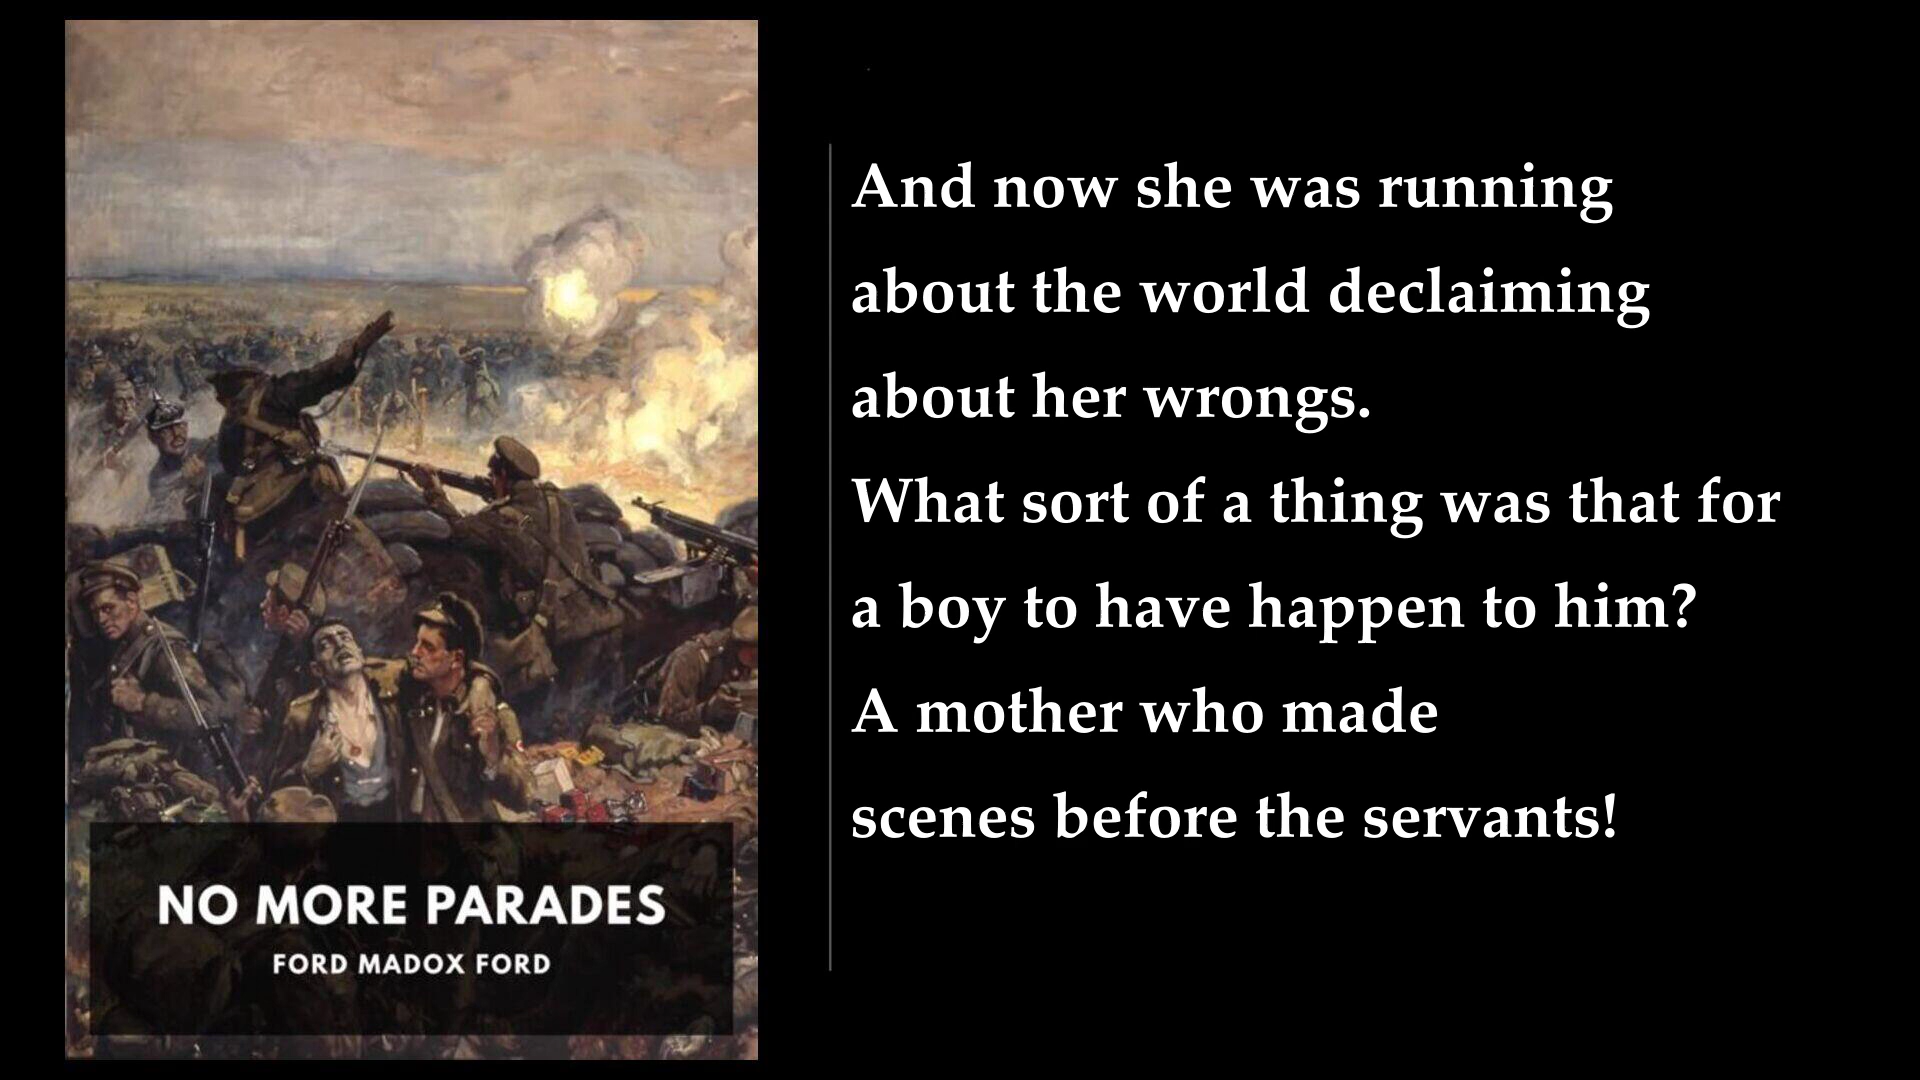 NO MORE PARADES
FORD MADOX FORD
And now she was running
about the world declaiming
about her wrongs.
What sort of a thing was that for
a boy to have happen to him?
A mother who made
scenes before the servants!